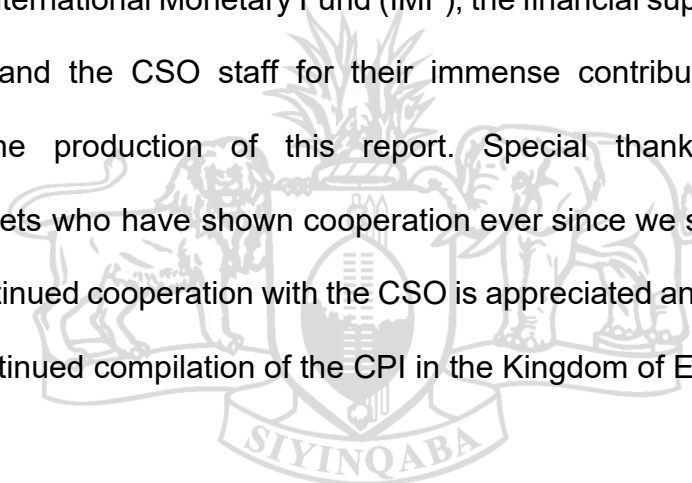 nternational Monetary Fund (IMF), the financial sup
and the CSO staff for their immense contribu
ne production of this report. Special thank
ets who have shown cooperation ever since we s
tinued cooperation with the CSO is appreciated an
tinued compilation of the CPI in the Kingdom of E
SIYINQABA